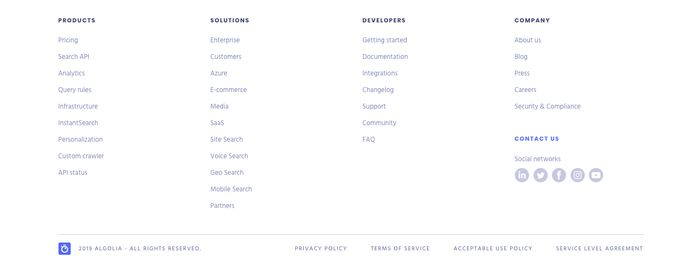 PRODUCTS
Pricing
Search API
Analytics
Query rules
Infrastructure
InstantSearch
Personalization
Custom crawler
API status
SOLUTIONS
Enterprise
Customers
Azure
E-commerce
Media
SaaS
Site Search
Voice Search
Geo Search
Mobile Search
Partners
DEVELOPERS
Getting started
Documentation
Integrations
Changelog
Support
Community
FAQ
COMPANY
About us
Blog
Press
Careers
Security & Compliance
CONTACT US
Social networks
2019 ALGOLIA - ALL RIGHTS RESERVED.
PRIVACY POLICY
TERMS OF SERVICE
ACCEPTABLE USE POLICY
SERVICE LEVEL AGREEMENT